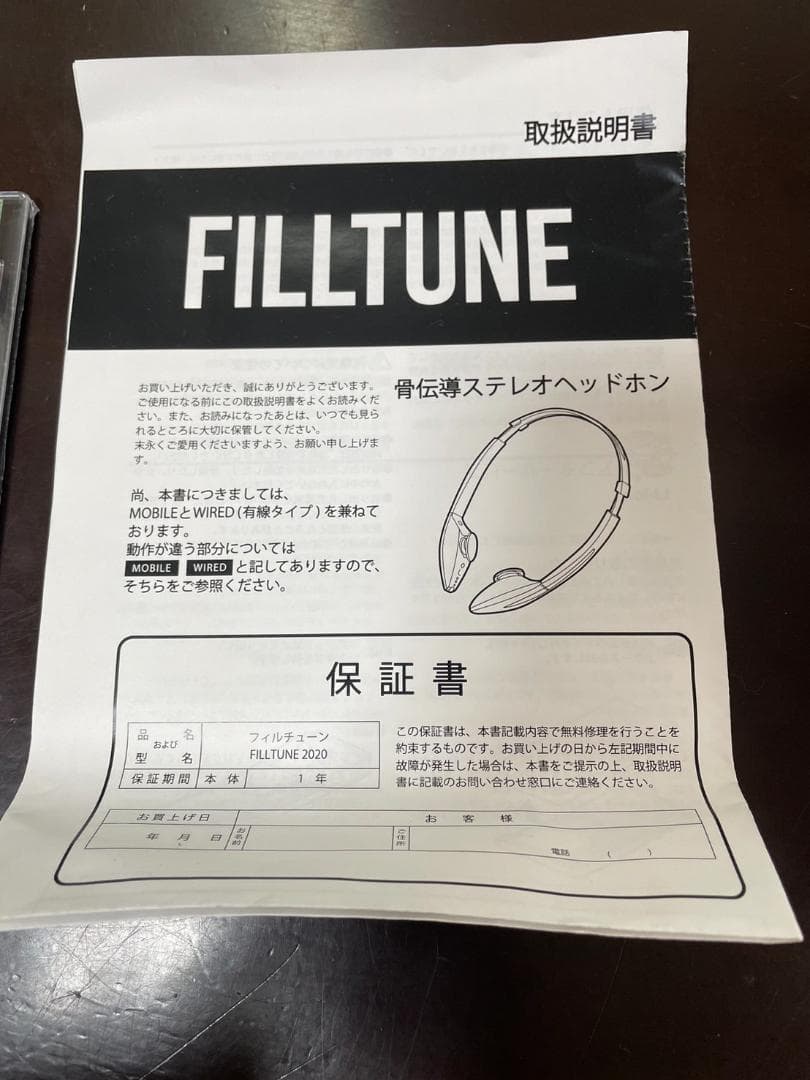 取扱説明書
FILLTUNE
骨伝導ステレオヘッドホン
お買い上げいただき、誠にありがとうございます。
ご使用になる前にこの取扱説明書をよくお読みくだ
さい。また、お読みになったあとは、いつでも見ら
れるところに大切に保管してください。
末永くご愛用くださいますよう、お願い申し上げま
す。
尚、本書につきましては、
MOBILEとWIRED(有線タイプ)を兼ねて
おります。
動作が違う部分については
MOBILE WIRED と記してありますので、
そちらをご参照ください。
保証書
品名
および
型名
フィルチューン
FILLTUNE 2020
保証期間 本体 1年
この保証書は、本書記載内容で無料修理を行うことを
約束するものです。お買い上げの日から左記期間中に
故障が発生した場合は、本書をご提示の上、取扱説明
書に記載のお問い合わせ窓口にご連絡ください。
お買上げ日 お客様
年 月 日 お名前 ご住所
電話 ( )